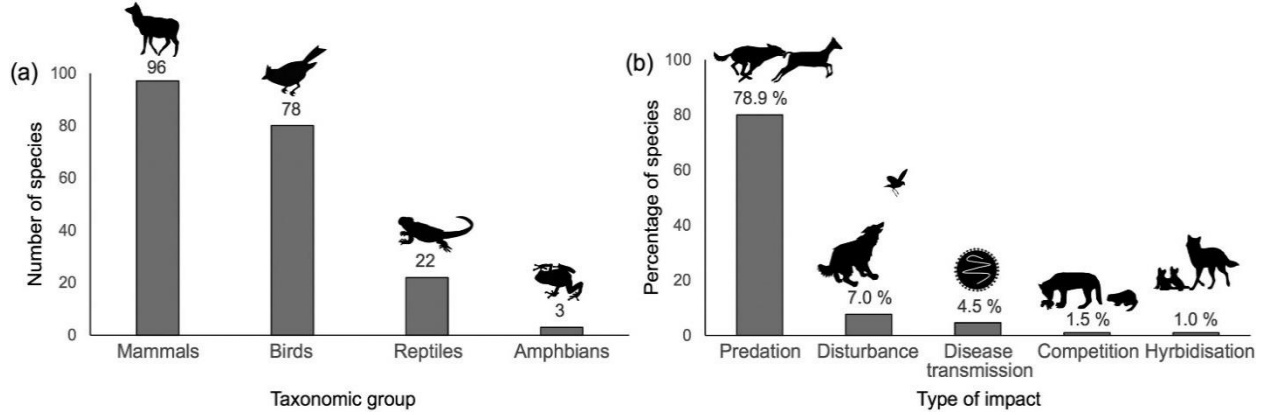 (a)
Number of species
100
80
60
40
20
0
96
78
22
3
Mammals
Birds
Reptiles
Amphbians
Taxonomic group
(b)
Percentage of species
100
80
60
40
20
0
78.9 %
7.0 %
4.5 %
1.5 %
1.0 %
Predation
Disturbance
Disease
transmission
Competition
Hyrbidisation
Type of impact